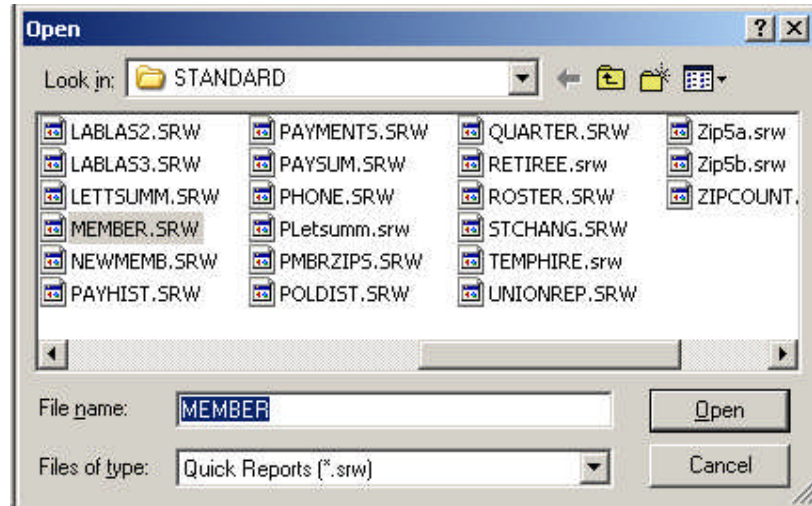 Open
Look in: STANDARD
LABLAS2.SRW PAYMENTS.SRW QUARTER.SRW Zip5a.srw
LABLAS3.SRW PAYSUM.SRW RETIREE.srw Zip5b.srw
LETTSUMM.SRW PHONE.SRW ROSTER.SRW ZIPCOUNT.
MEMBER.SRW PLetsumm.srw STCHANG.SRW
NEWMEMB.SRW PMBRZIPS.SRW TEMPHIRE.srw
PAYHIST.SRW POLDIST.SRW UNIONREP.SRW
File name: MEMBER Open
Files of type: Quick Reports (*.srw) Cancel